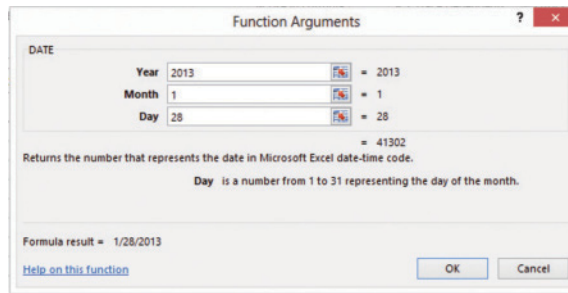 Function Arguments ? ×
DATE
Year 2013 = 2013
Month 1 = 1
Day 28 = 28
= 41302
Returns the number that represents the date in Microsoft Excel date-time code.
Day is a number from 1 to 31 representing the day of the month.
Formula result = 1/28/2013
Help on this function OK Cancel